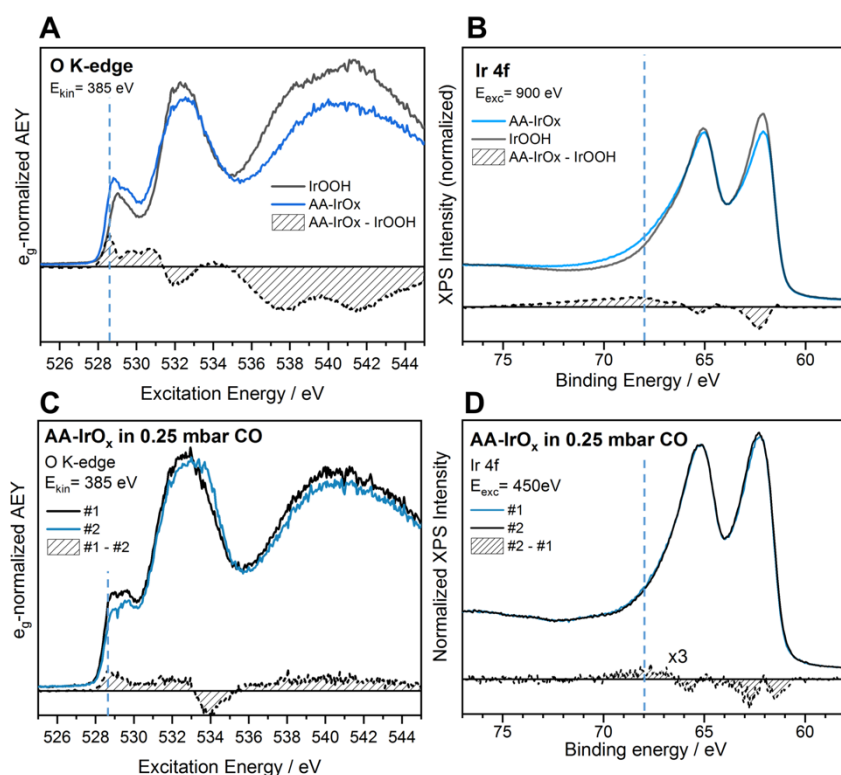 A
O K-edge
E_kin= 385 eV
e_g-normalized AEY
IrOOH
AA-IrOx
AA-IrOx - IrOOH
526 528 530 532 534 536 538 540 542 544
Excitation Energy / eV
B
Ir 4f
E_exc= 900 eV
XPS Intensity (normalized)
AA-IrOx
IrOOH
AA-IrOx - IrOOH
75 70 65 60
Binding Energy / eV
C
AA-IrO_x in 0.25 mbar CO
O K-edge
E_kin= 385 eV
e_g-normalized AEY
#1
#2
#1 - #2
526 528 530 532 534 536 538 540 542 544
Excitation Energy / eV
D
AA-IrO_x in 0.25 mbar CO
Ir 4f
E_exc= 450eV
Normalized XPS Intensity
#1
#2
#2 - #1
x3
75 70 65 60
Binding energy / eV